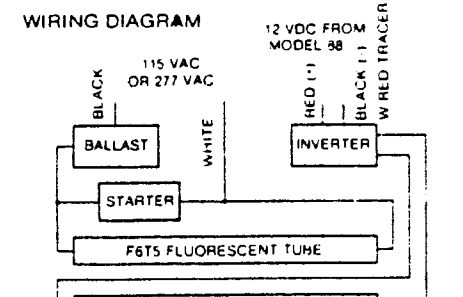 WIRING DIAGRAM
115 VAC
OR 277 VAC
12 VDC FROM
MODEL 88
BLACK
WHITE
RED (+)
BLACK (-)
W RED TRACER
BALLAST
INVERTER
STARTER
F6T5 FLUORESCENT TUBE